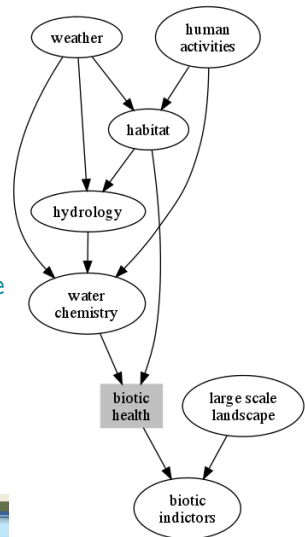 weather
human
activities
habitat
hydrology
e
water
chemistry
biotic
health
large scale
landscape
biotic
indictors